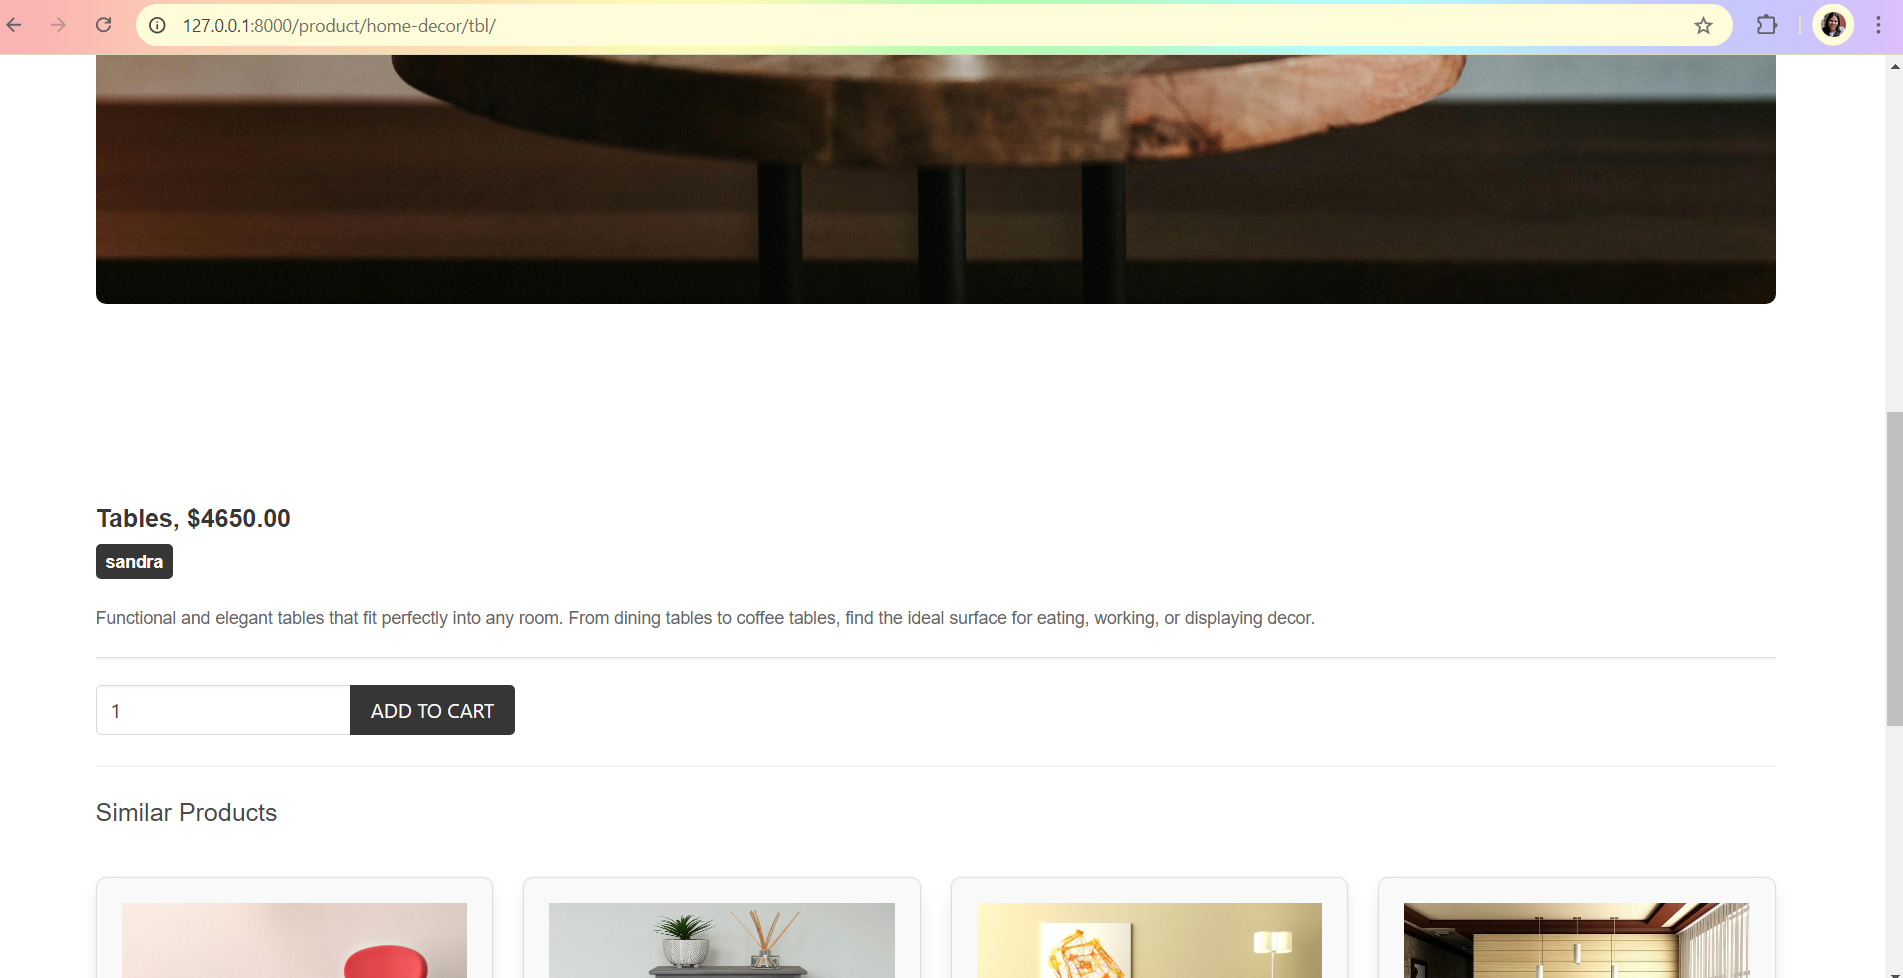 127.0.0.1:8000/product/home-decor/tbl/
Tables, $4650.00
sandra
Functional and elegant tables that fit perfectly into any room. From dining tables to coffee tables, find the ideal surface for eating, working, or displaying decor.
1
ADD TO CART
Similar Products